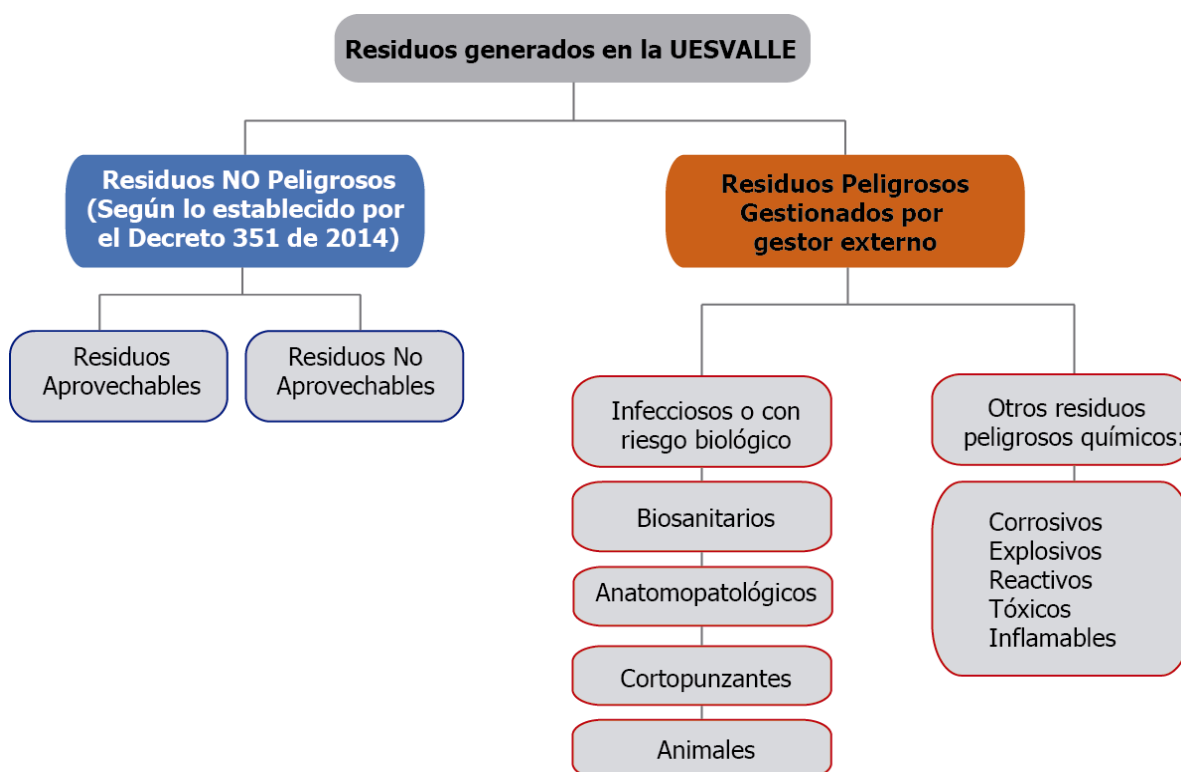 Residuos generados en la UESVALLE
Residuos NO Peligrosos
(Según lo establecido por
el Decreto 351 de 2014)
Residuos Peligrosos
Gestionados por
gestor externo
Residuos
Aprovechables
Residuos No
Aprovechables
Infecciosos o con
riesgo biológico
Otros residuos
peligrosos químicos:
Biosanitarios
Anatomopatológicos
Cortopunzantes
Animales
Corrosivos
Explosivos
Reactivos
Tóxicos
Inflamables